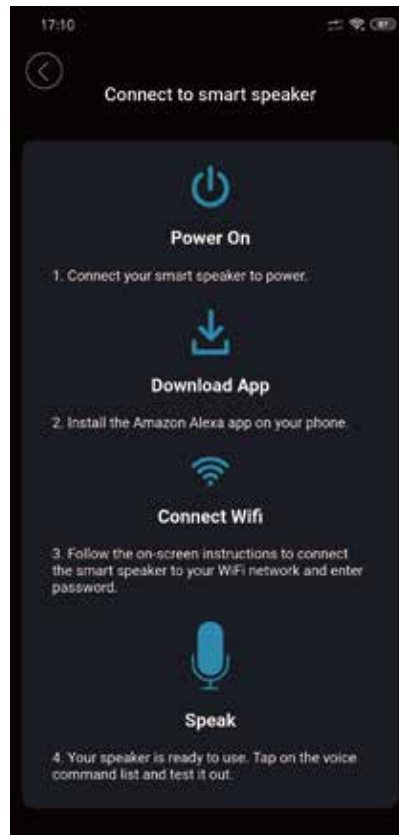 17:10
Connect to smart speaker
Power On
1. Connect your smart speaker to power.
Download App
2. Install the Amazon Alexa app on your phone
Connect Wifi
3. Follow the on-screen instructions to connect
the smart speaker to your WiFi network and enter
password.
Speak
4. Your speaker is ready to use. Tap on the voice
command list and test it out.